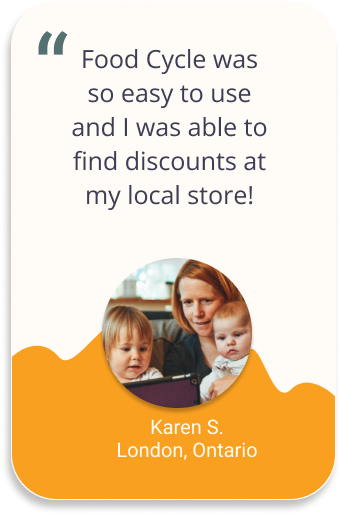 “
Food Cycle was
so easy to use
and I was able to
find discounts at
my local store!
Karen S.
London, Ontario